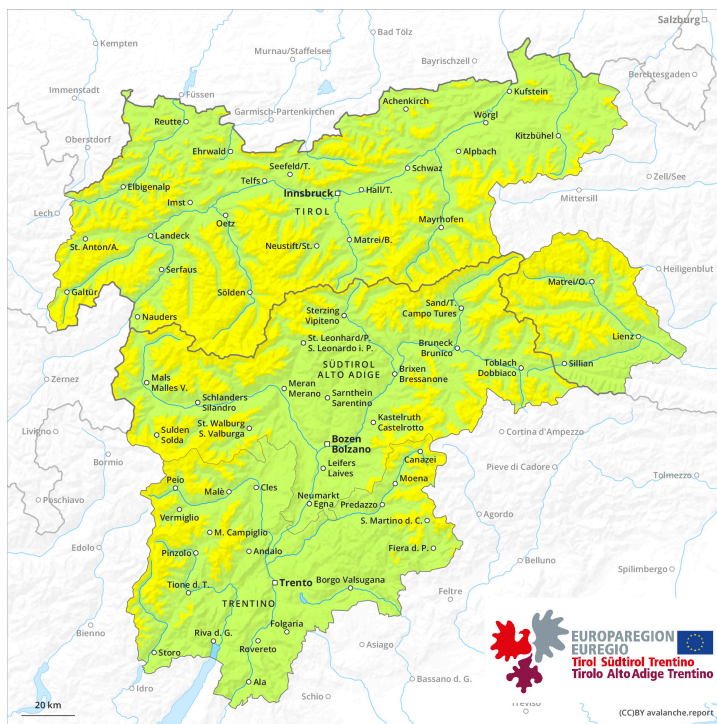 Salzburg
Kempten
Bad Tölz
Murnau/Staffelsee
Bayrischzell
Berchtesgaden
Immenstadt
Füssen
Garmisch-Partenkirchen
Achenkirch
Kufstein
Reutte
Wörgl
Oberstdorf
Kitzbühel
Ehrwald
Seefeld/T.
Alpbach
Schwaz
Telfs
Zell/See
Elbigenalp
Innsbruck
Hall/T.
Mittersill
Imst
TIROL
Lech
Oetz
Mayrhofen
Landeck
St. Anton/A.
Neustift/St.
Matrei/B.
Serfaus
Heiligenblut
Matrei/O.
Galtür
Sölden
Sand/T.
Campo Tures
Nauders
Sterzing
Vipiteno
Lienz
St. Leonhard/P.
S. Leonardo i. P.
Bruneck
Brunico
Toblach
Dobbiaco
Sillian
SÜDTIROL
ALTO ADIGE
Brixen
Bressanone
Zernez
Mals
Malles V.
Meran
Merano
Schlanders
Silandro
Sarnthein
Sarentino
St. Walburg
S. Valburga
Kastelruth
Castelrotto
Livigno
Sulden
Solda
Bozen
Bolzano
Cortina d'Ampezzo
Canazei
Bormio
Leifers
Laives
Pieve di Cadore
Tolmezzo
Peio
Malè
Cles
Neumarkt
Egna
Moena
Poschiavo
Predazzo
Vermiglio
Agordo
M. Campiglio
S. Martino d. C.
Edolo
Pinzolo
Andalo
Fiera d. P.
Belluno
Spilimbergo
Tione d. T.
Trento
Borgo Valsugana
Feltre
TRENTINO
Bienno
Folgaria
Riva d. G.
Rovereto
Asiago
Storo
Bassano d. G.
Idro
Ala
Schio
Treviso
EUROPAREGION
EUREGIO
Tirol Südtirol Trentino
Tirolo Alto Adige Trentino
20 km
(CC)BY avalanche.report